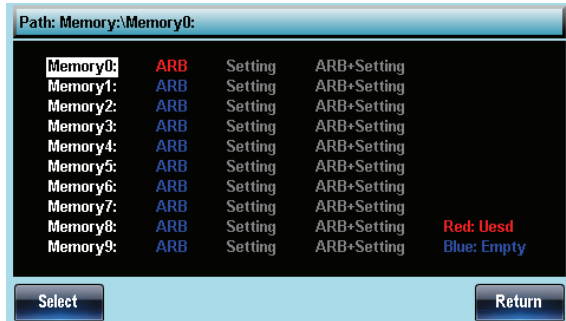 Path: Memory:\Memory0:
Memory0: ARB Setting ARB+Setting
Memory1: ARB Setting ARB+Setting
Memory2: ARB Setting ARB+Setting
Memory3: ARB Setting ARB+Setting
Memory4: ARB Setting ARB+Setting
Memory5: ARB Setting ARB+Setting
Memory6: ARB Setting ARB+Setting
Memory7: ARB Setting ARB+Setting
Memory8: ARB Setting ARB+Setting Red: Uesd
Memory9: ARB Setting ARB+Setting Blue: Empty
Select Return